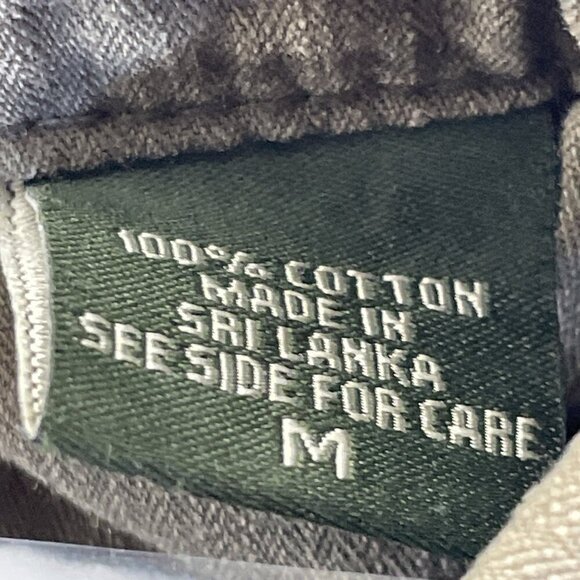 100% COTTON
MADE IN
SRI LANKA
SEE SIDE FOR CARE
M